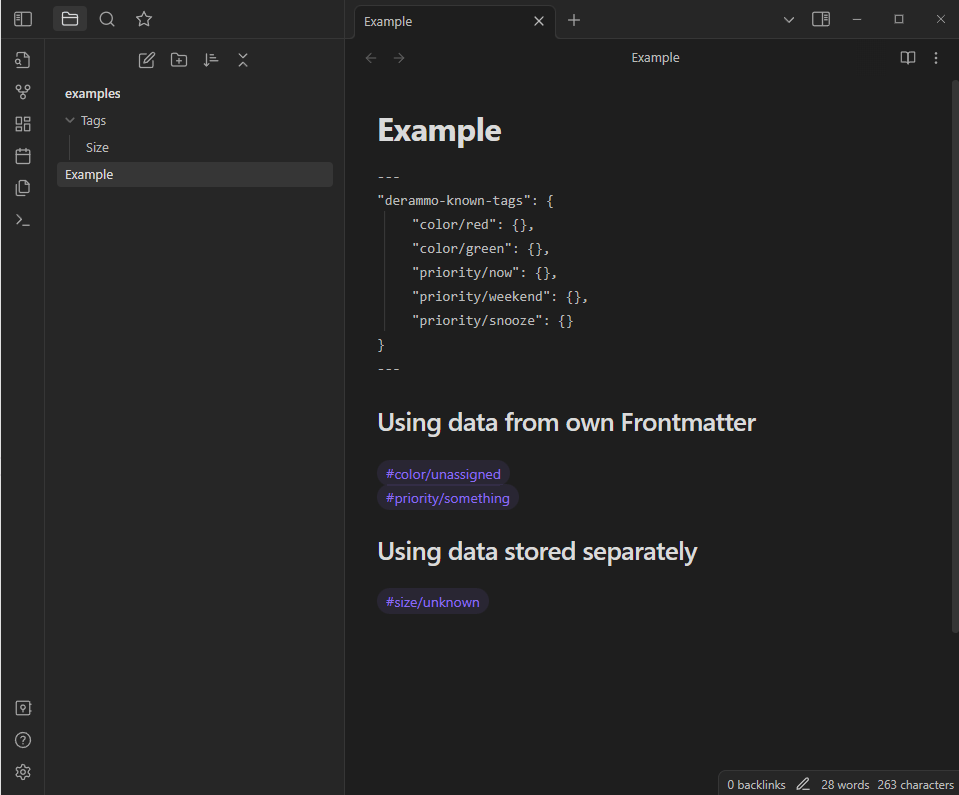 Example
Example
examples
Tags
Size
Example
Example
---
"derammo-known-tags": {
"color/red": {},
"color/green": {},
"priority/now": {},
"priority/weekend": {},
"priority/snooze": {}
}
---
Using data from own Frontmatter
#color/unassigned
#priority/something
Using data stored separately
#size/unknown
0 backlinks 28 words 263 characters